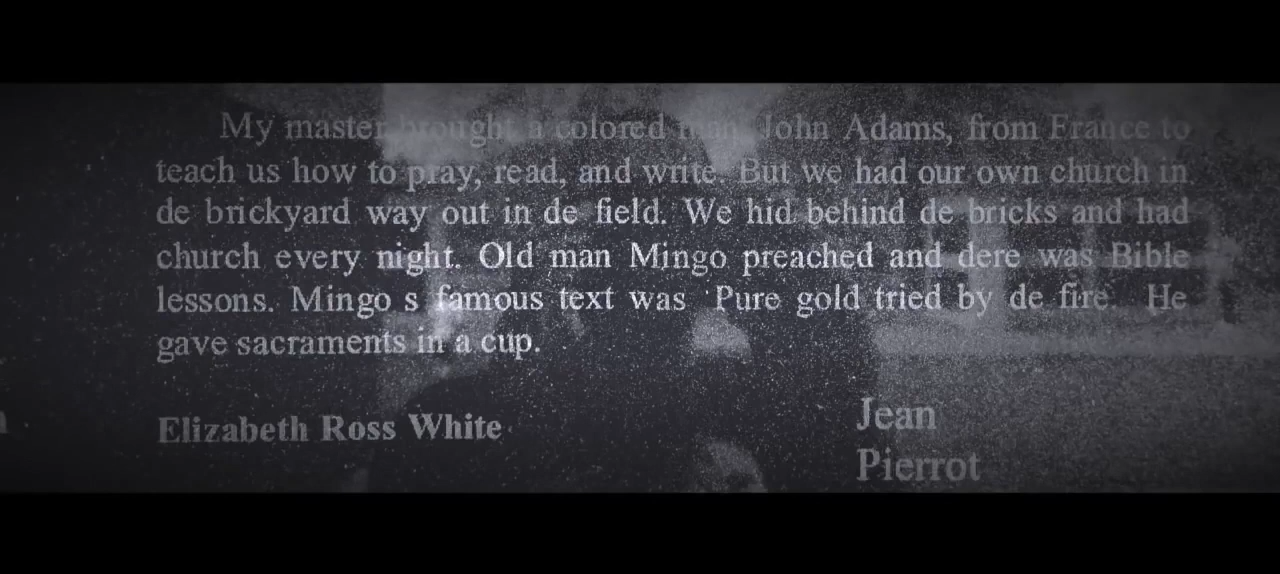 My master brought a colored man, John Adams, from France to
teach us how to pray, read, and write. But we had our own church in
de brickyard way out in de field. We hid behind de bricks and had
church every night. Old man Mingo preached and dere was Bible
lessons. Mingo s famous text was 'Pure gold tried by de fire'. He
gave sacraments in a cup.
Elizabeth Ross White
Jean
Pierrot